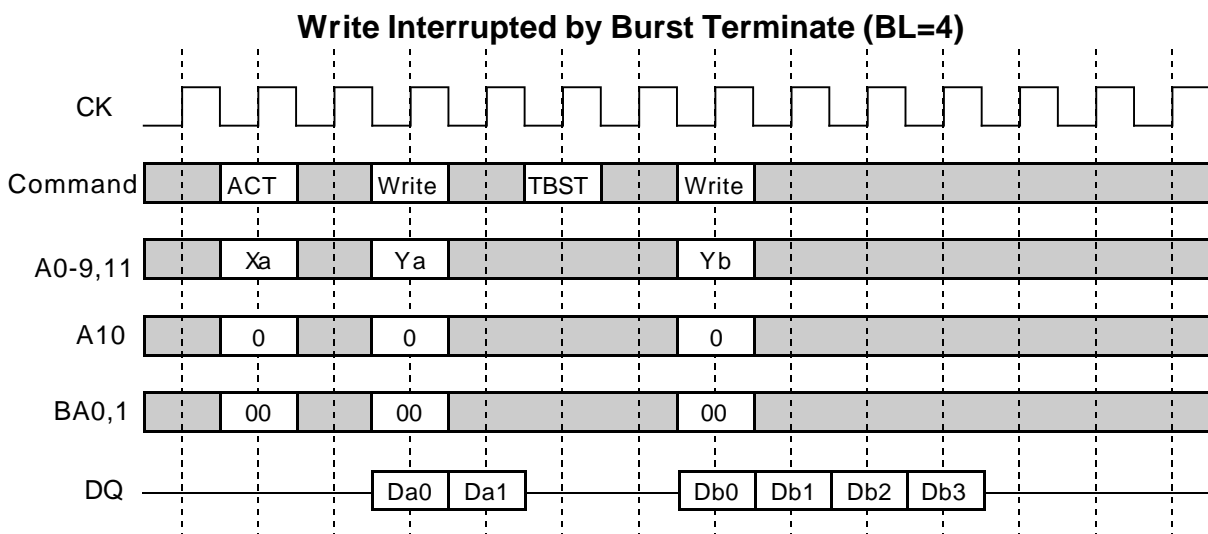 Write Interrupted by Burst Terminate (BL=4)
CK
Command ACT Write TBST Write
A0-9,11 Xa Ya Yb
A10 0 0 0
BA0,1 00 00 00
DQ Da0 Da1 Db0 Db1 Db2 Db3